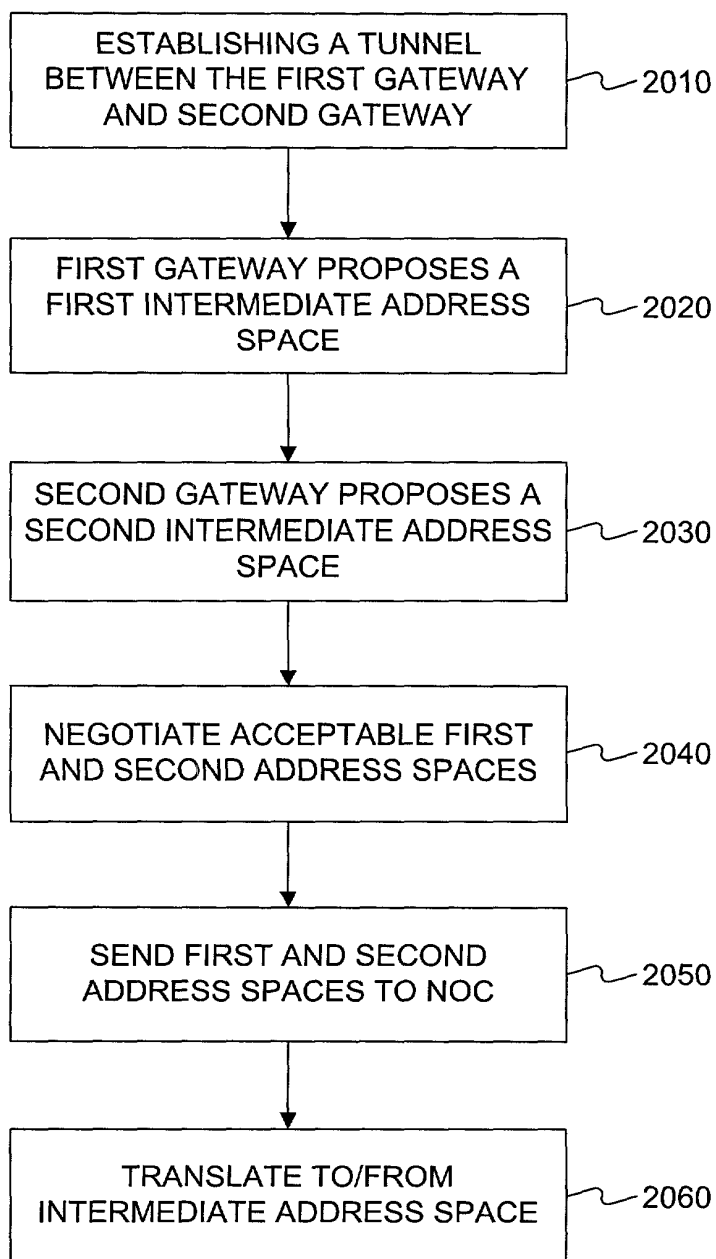 ESTABLISHING A TUNNEL
BETWEEN THE FIRST GATEWAY
AND SECOND GATEWAY
2010
FIRST GATEWAY PROPOSES A
FIRST INTERMEDIATE ADDRESS
SPACE
2020
SECOND GATEWAY PROPOSES A
SECOND INTERMEDIATE ADDRESS
SPACE
2030
NEGOTIATE ACCEPTABLE FIRST
AND SECOND ADDRESS SPACES
2040
SEND FIRST AND SECOND
ADDRESS SPACES TO NOC
2050
TRANSLATE TO/FROM
INTERMEDIATE ADDRESS SPACE
2060